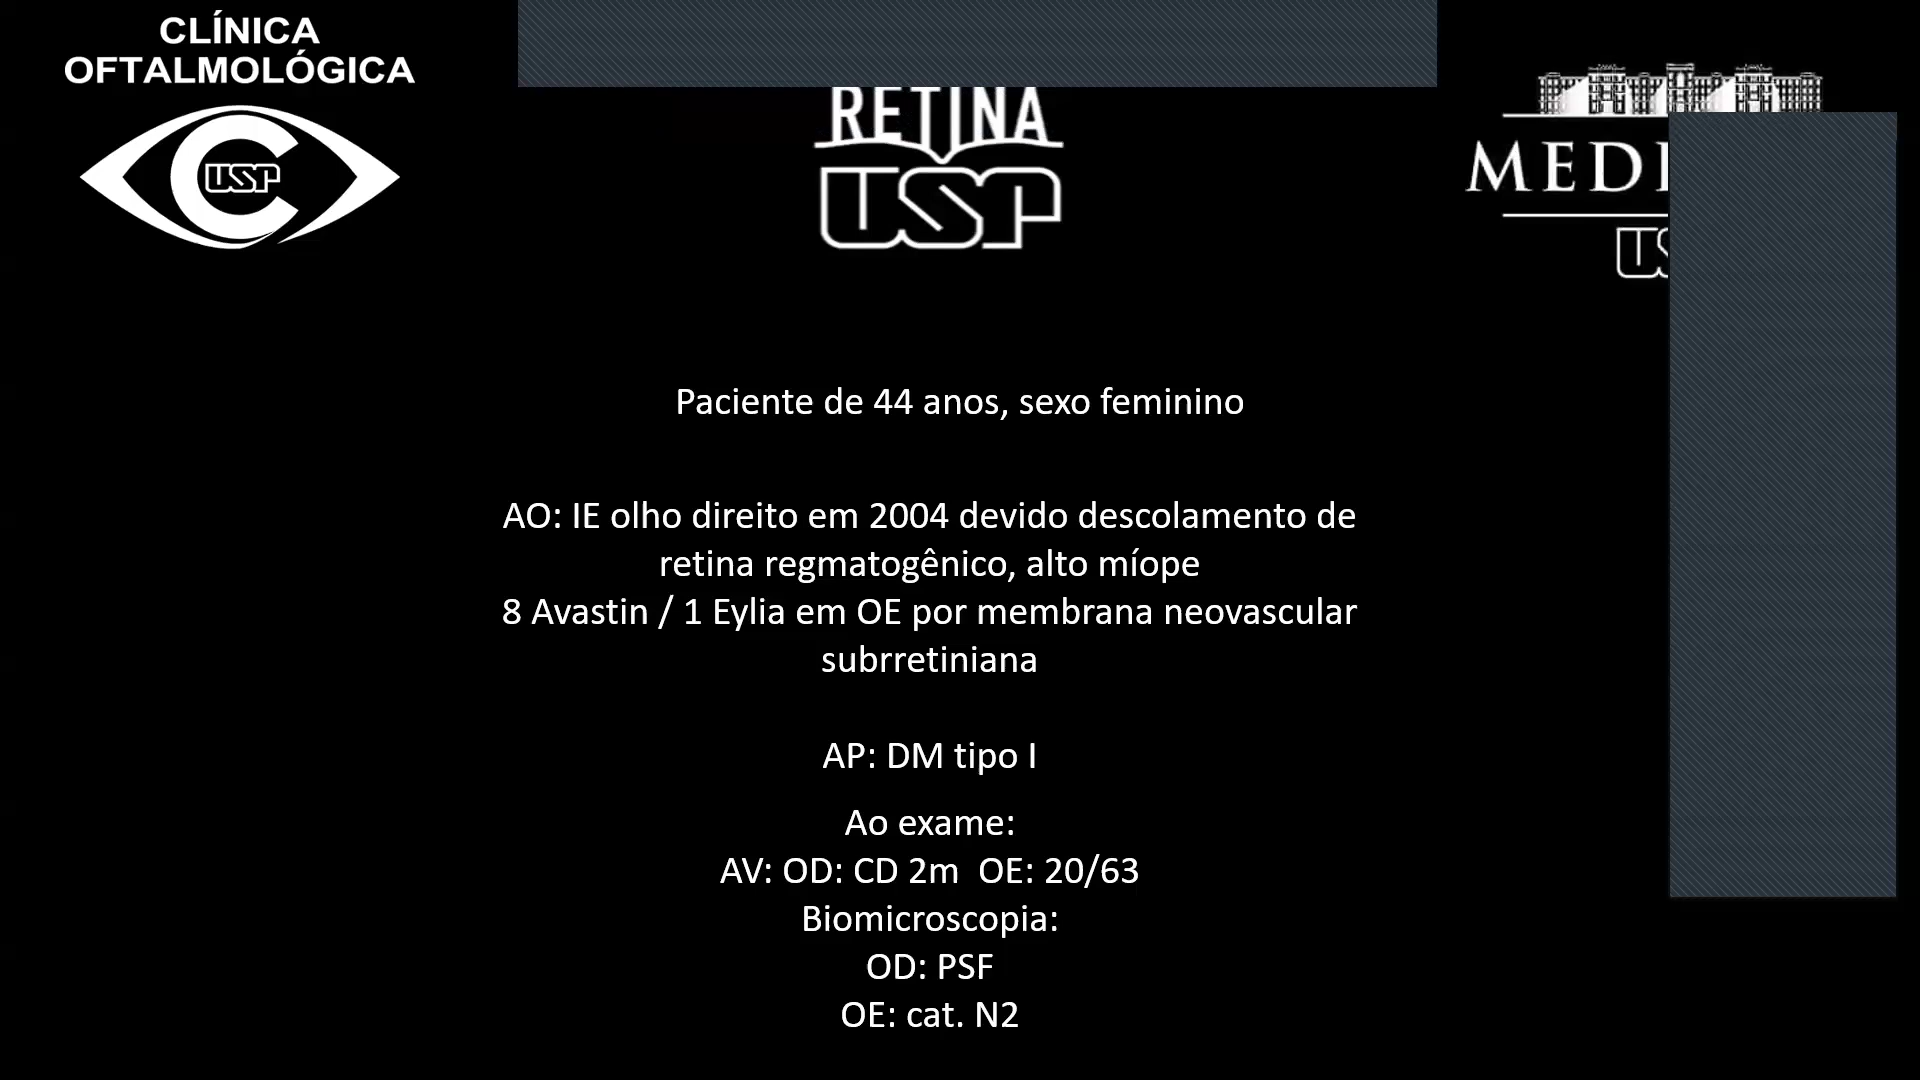 CLÍNICA
OFTALMOLÓGICA
USP
RETINA
USP
Paciente de 44 anos, sexo feminino
AO: IE olho direito em 2004 devido descolamento de
retina regmatogênico, alto míope
8 Avastin / 1 Eylia em OE por membrana neovascular
subrretiniana
AP: DM tipo I
Ao exame:
AV: OD: CD 2m  OE: 20/63
Biomicroscopia:
OD: PSF
OE: cat. N2